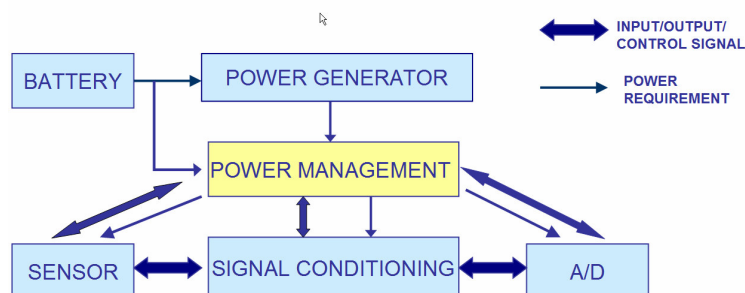 INPUT/OUTPUT/
CONTROL SIGNAL
BATTERY
POWER GENERATOR
POWER
REQUIREMENT
POWER MANAGEMENT
SENSOR
SIGNAL CONDITIONING
A/D